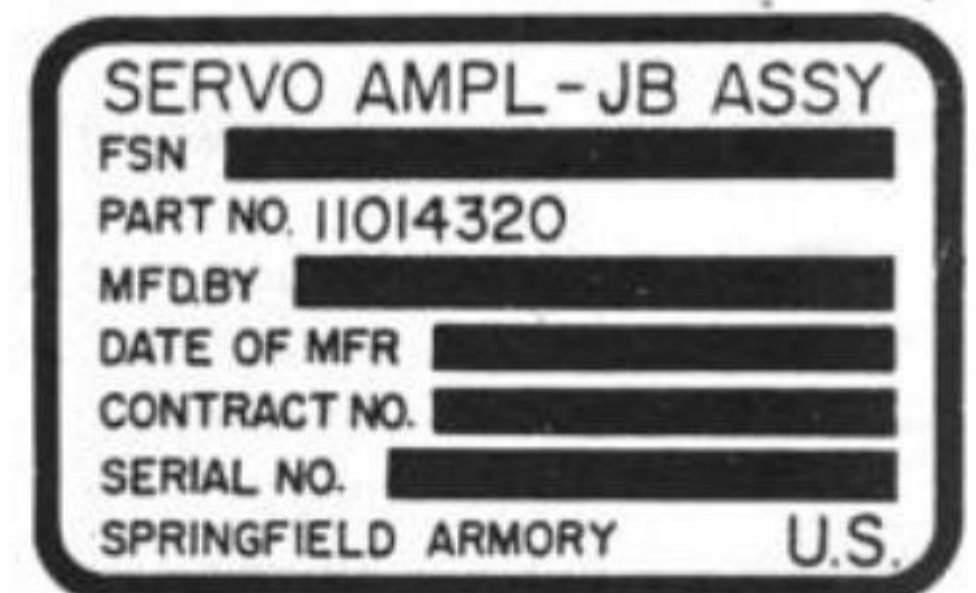 SERVO AMPL-JB ASSY
FSN
PART NO. 11014320
MFD.BY
DATE OF MFR
CONTRACT NO.
SERIAL NO.
SPRINGFIELD ARMORY U.S.